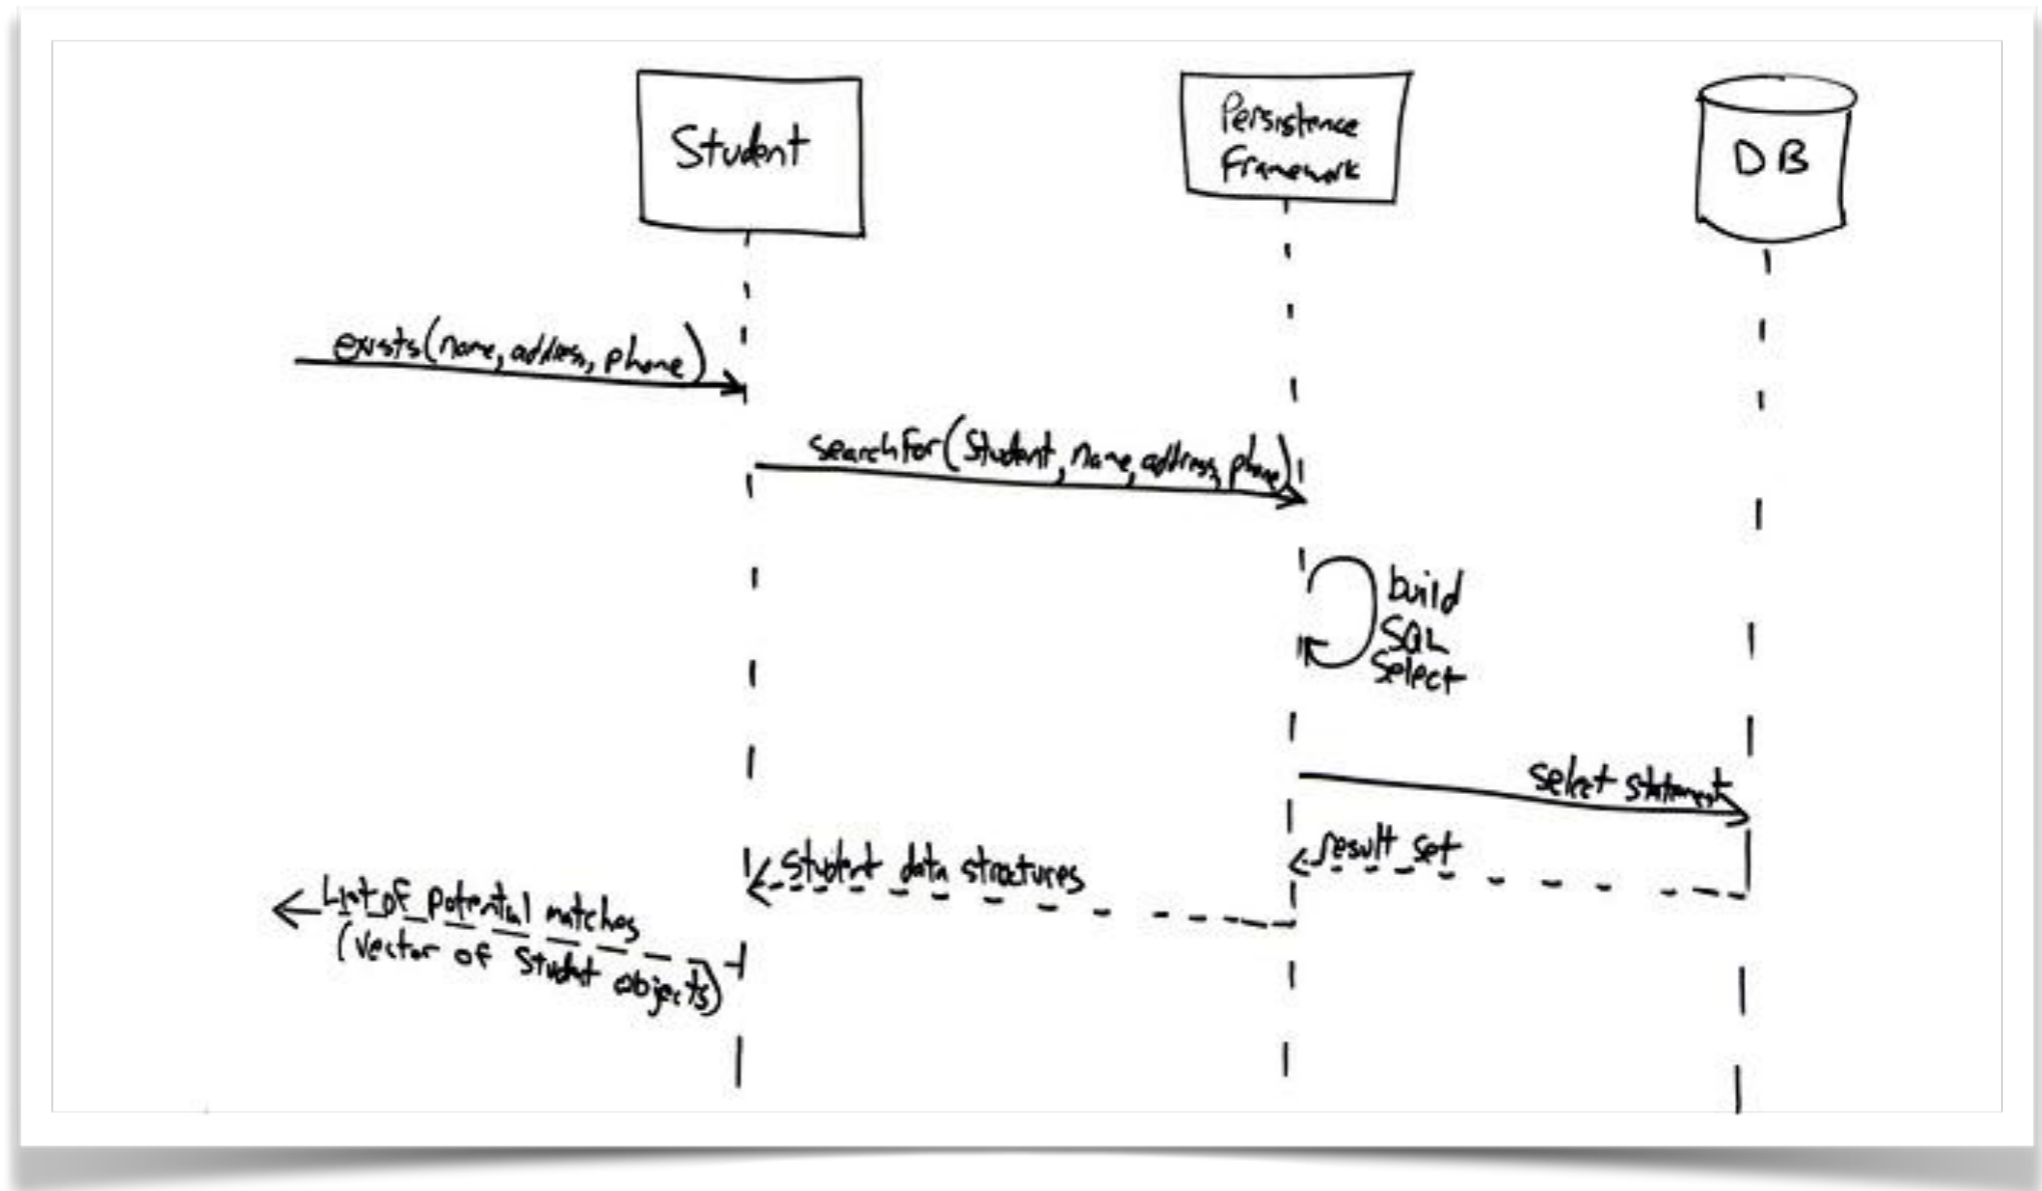 Student
Persistence
Framework
DB
exists(name, address, phone)
searchFor(Student, name, address, phone)
build
SQL
Select
select statement
result set
student data structures
List of potential matches
(vector of student objects)